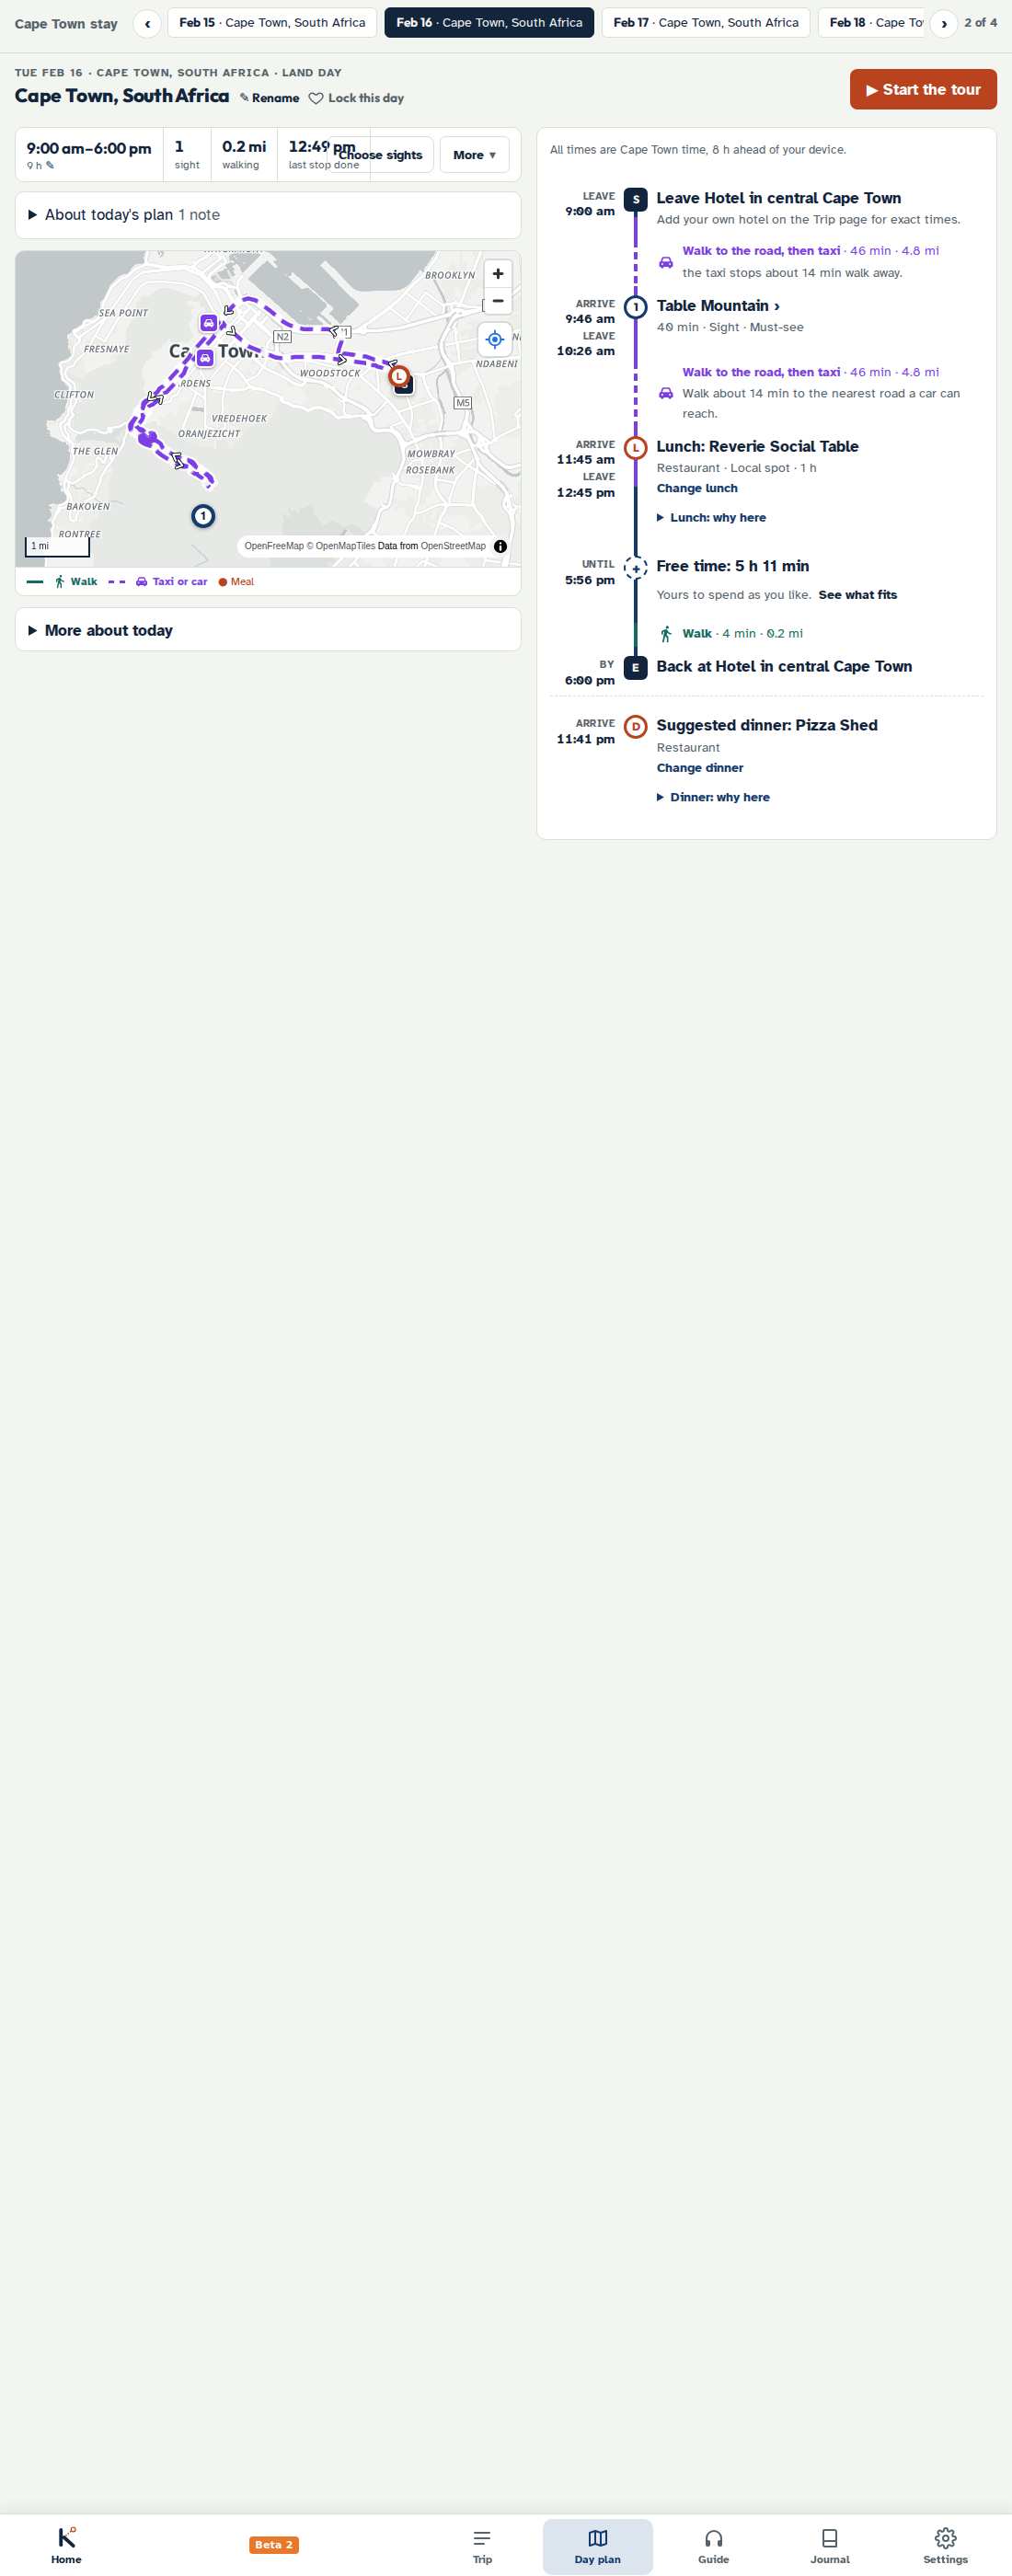 Cape Town stay
‹
Feb 15 · Cape Town, South Africa
Feb 16 · Cape Town, South Africa
Feb 17 · Cape Town, South Africa
Feb 18 · Cape To
›
2 of 4
TUE FEB 16 · CAPE TOWN, SOUTH AFRICA · LAND DAY
Cape Town, South Africa
✎ Rename
Lock this day
▶ Start the tour
9:00 am–6:00 pm
9 h ✎
1
sight
0.2 mi
walking
12:49 pm
last stop done
Choose sights
More ▼
▶ About today's plan 1 note
BROOKLYN
SEA POINT
N2
FRESNAYE
Town
NDABENI
WOODSTOCK
CLIFTON
M5
VREDEHOEK
ORANJEZICHT
THE GLEN
MOWBRAY
ROSEBANK
BAKOVEN
RONTREE
1
L
+
−
1 mi
OpenFreeMap © OpenMapTiles Data from OpenStreetMap
Walk
Taxi or car
Meal
▶ More about today
All times are Cape Town time, 8 h ahead of your device.
LEAVE
9:00 am
S
Leave Hotel in central Cape Town
Add your own hotel on the Trip page for exact times.
Walk to the road, then taxi · 46 min · 4.8 mi
the taxi stops about 14 min walk away.
ARRIVE
9:46 am
LEAVE
10:26 am
1
Table Mountain ›
40 min · Sight · Must-see
Walk to the road, then taxi · 46 min · 4.8 mi
Walk about 14 min to the nearest road a car can
reach.
ARRIVE
11:45 am
LEAVE
12:45 pm
L
Lunch: Reverie Social Table
Restaurant · Local spot · 1 h
Change lunch
▶ Lunch: why here
UNTIL
5:56 pm
+
Free time: 5 h 11 min
Yours to spend as you like. See what fits
Walk · 4 min · 0.2 mi
BY
6:00 pm
E
Back at Hotel in central Cape Town
ARRIVE
11:41 pm
D
Suggested dinner: Pizza Shed
Restaurant
Change dinner
▶ Dinner: why here
Home
Beta 2
Trip
Day plan
Guide
Journal
Settings